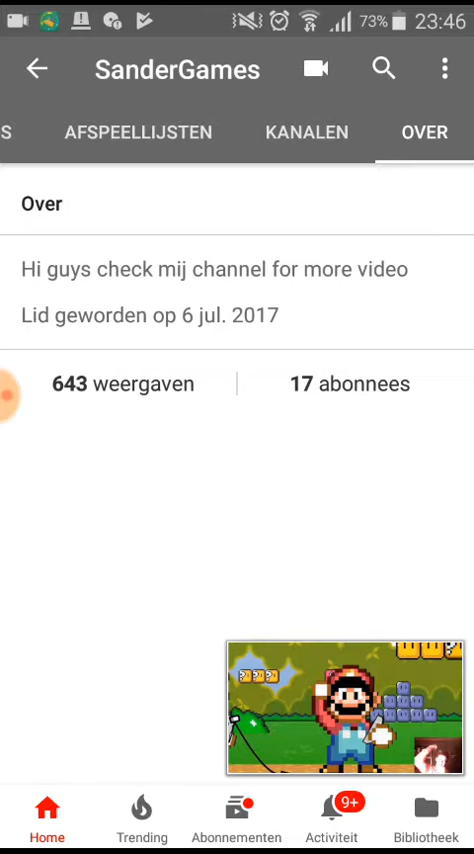 73% 23:46
SanderGames
S AFSPEELLIJSTEN KANALEN OVER
Over
Hi guys check mij channel for more video
Lid geworden op 6 jul. 2017
643 weergaven 17 abonnees
9+
Home Trending Abonnementen Activiteit Bibliotheek